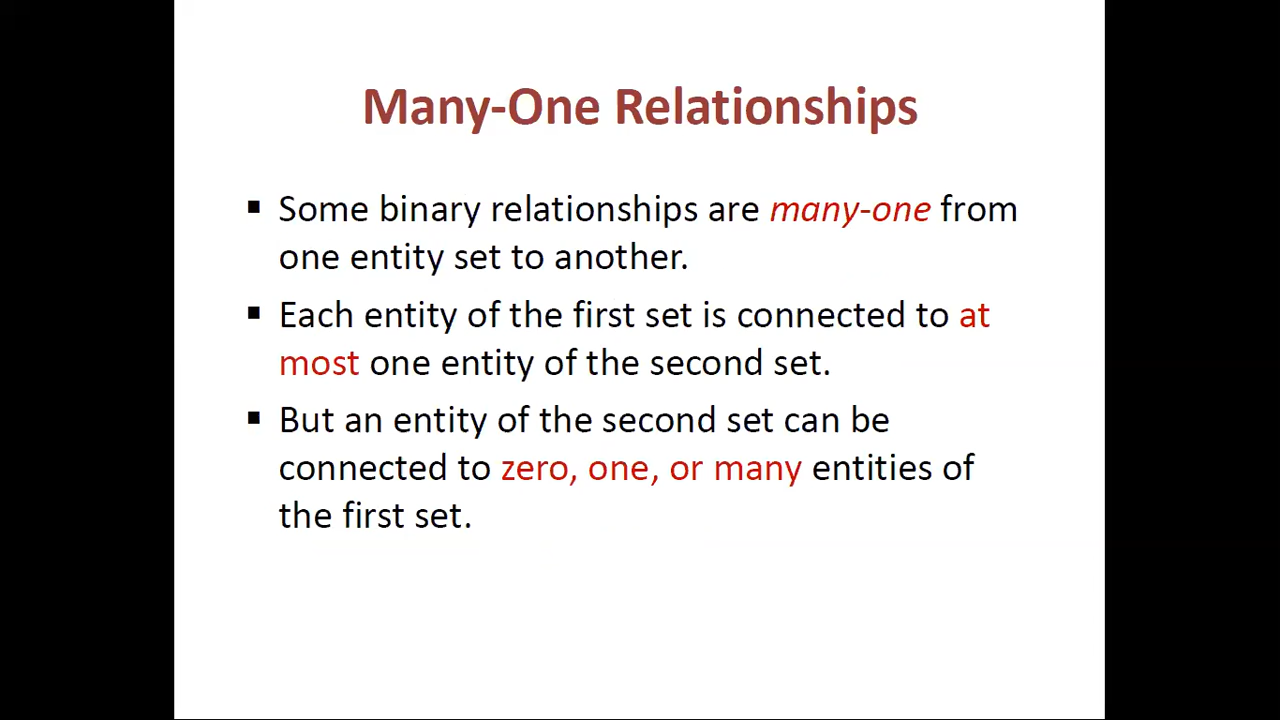 Many-One Relationships
▪ Some binary relationships are many-one from
one entity set to another.
▪ Each entity of the first set is connected to at
most one entity of the second set.
▪ But an entity of the second set can be
connected to zero, one, or many entities of
the first set.